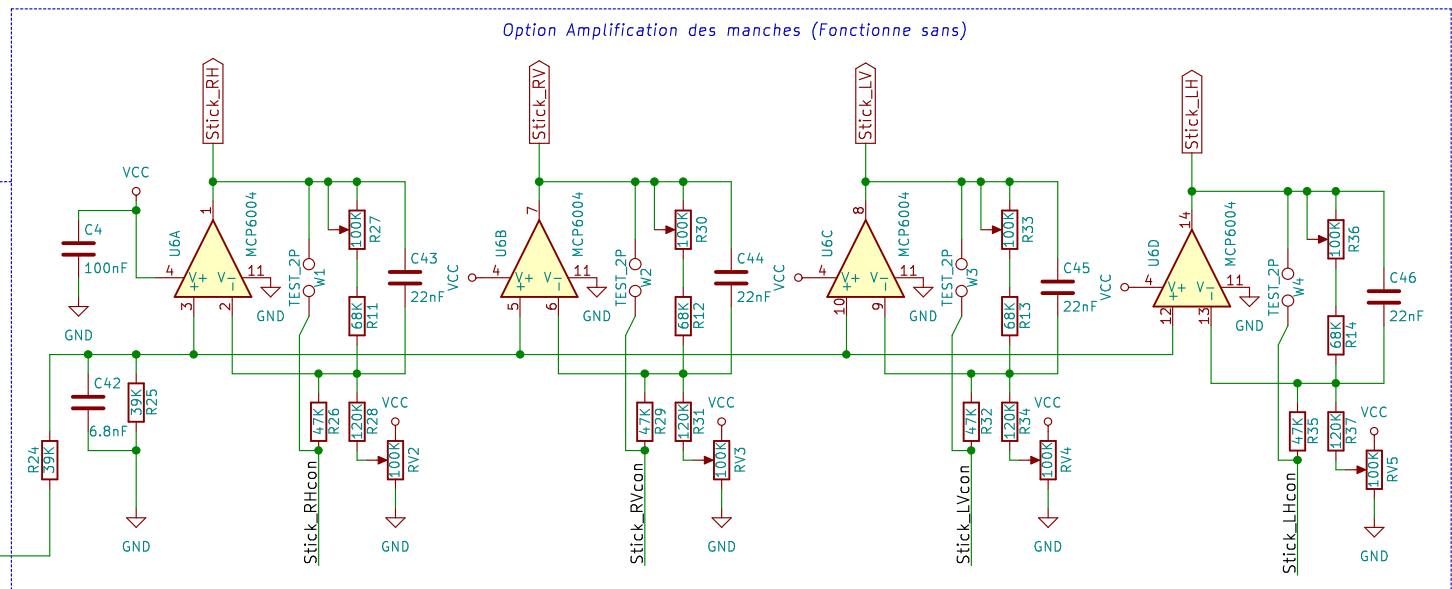 Option Amplification des manches (Fonctionne sans)
Stick_RH
Stick_RV
Stick_LV
Stick_LH
VCC
C4
100nF
GND
U6A
MCP6004
1
4
V+
V-
+
-
11
3
2
GND
TEST_2P
W1
100K
R27
68K
R11
C43
22nF
VCC
U6B
MCP6004
7
4
V+
V-
+
-
11
5
6
GND
TEST_2P
W2
100K
R30
68K
R12
C44
22nF
VCC
U6C
MCP6004
8
4
V+
V-
+
-
11
10
9
GND
TEST_2P
W3
100K
R33
68K
R13
C45
22nF
VCC
U6D
MCP6004
14
4
V+
V-
+
-
11
12
13
GND
TEST_2P
W4
100K
R36
68K
R14
C46
22nF
R24
39K
C42
6.8nF
39K
R25
GND
47K
R26
120K
R28
VCC
100K
RV2
GND
Stick_RHcon
47K
R29
120K
R31
VCC
100K
RV3
GND
Stick_RVcon
47K
R32
120K
R34
VCC
100K
RV4
GND
Stick_LVcon
47K
R35
120K
R37
VCC
100K
RV5
GND
Stick_LHcon